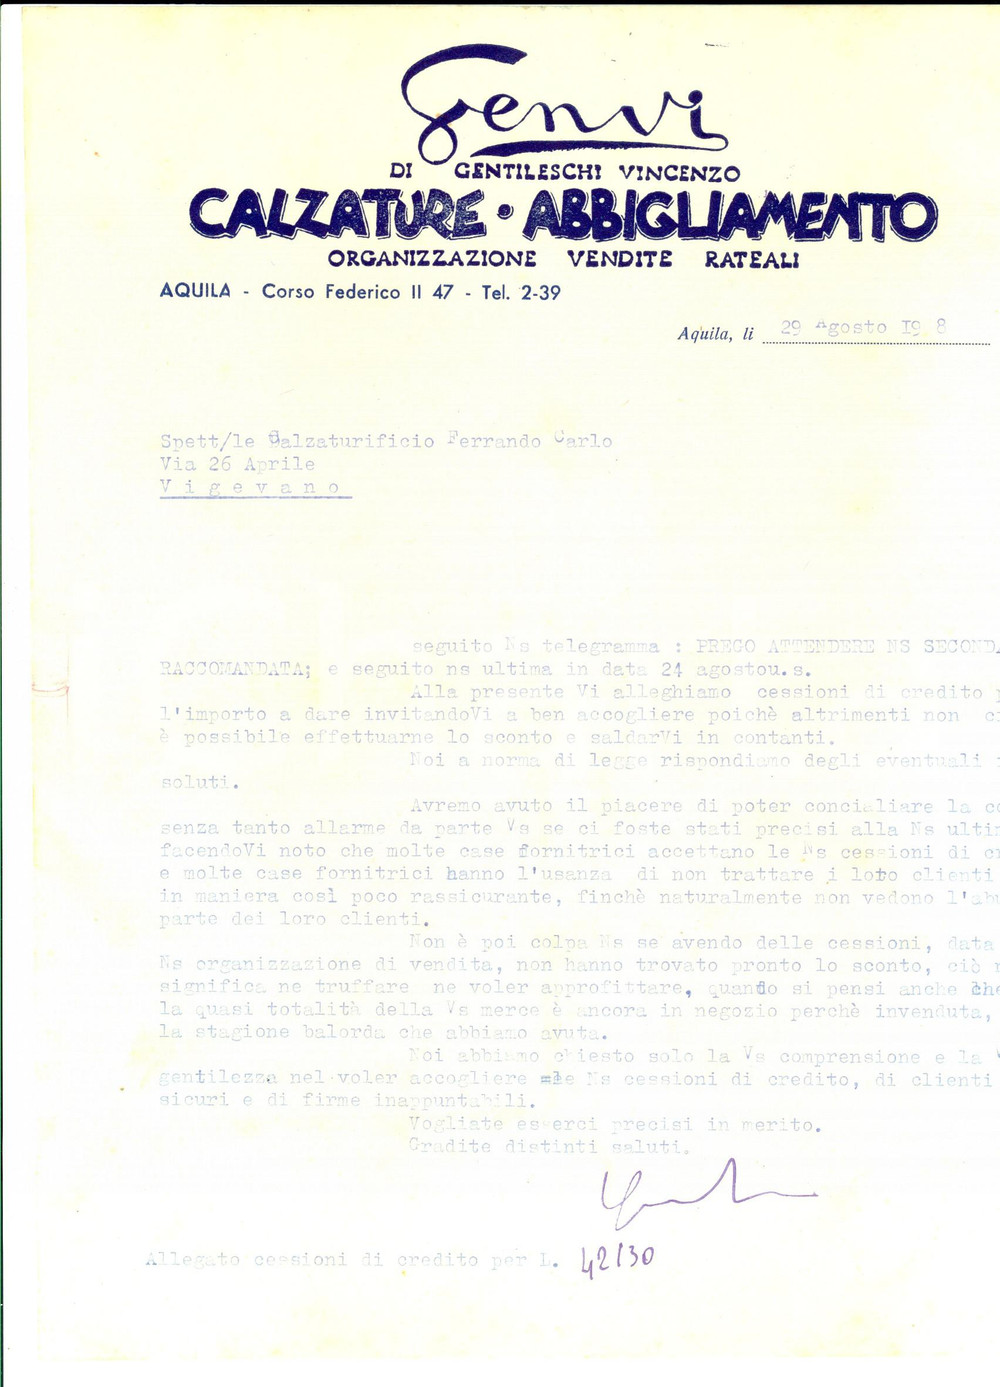 Genvi
DI GENTILESCHI VINCENZO
CALZATURE • ABBIGLIAMENTO
ORGANIZZAZIONE VENDITE RATEALI
AQUILA - Corso Federico II 47 - Tel. 2-39
Aquila, li 29 Agosto 19 8
Spett/le Calzaturificio Ferrando Carlo
Via 26 Aprile
Vigevano
seguito Ns telegramma : PREGO ATTENDERE NS SECONDA
RACCOMANDATA; e seguito ns ultima in data 24 agostou.s.
Alla presente Vi alleghiamo cessioni di credito
l'importo a dare invitandoVi a ben accogliere poichè altrimenti non
è possibile effettuarne lo sconto e saldarVi in contanti.
Noi a norma di legge rispondiamo degli eventuali
soluti.
Avremo avuto il piacere di poter concialiare la
senza tanto allarme da parte Vs se ci foste stati precisi alla Ns
facendoVi noto che molte case fornitrici accettano le Ns cessioni di
e molte case fornitrici hanno l'usanza di non trattare i loto clienti
in maniera così poco rassicurante, finchè naturalmente non vedono
parte dei loro clienti.
Non è poi colpa Ns se avendo delle cessioni, data
Ns organizzazione di vendita, non hanno trovato pronto lo sconto, ciò
significa ne truffare ne voler approfittare, quando si pensi anche che
la quasi totalità della Vs merce è ancora in negozio perchè invenduta,
la stagione balorda che abbiamo avuta.
Noi abbiamo chiesto solo la Vs comprensione e la
gentilezza nel voler accogliere le Ns cessioni di credito, di clienti
sicuri e di firme inappuntabili.
Vogliate esserci precisi in merito.
Gradite distinti saluti.
Allegato cessioni di credito per L. 42130